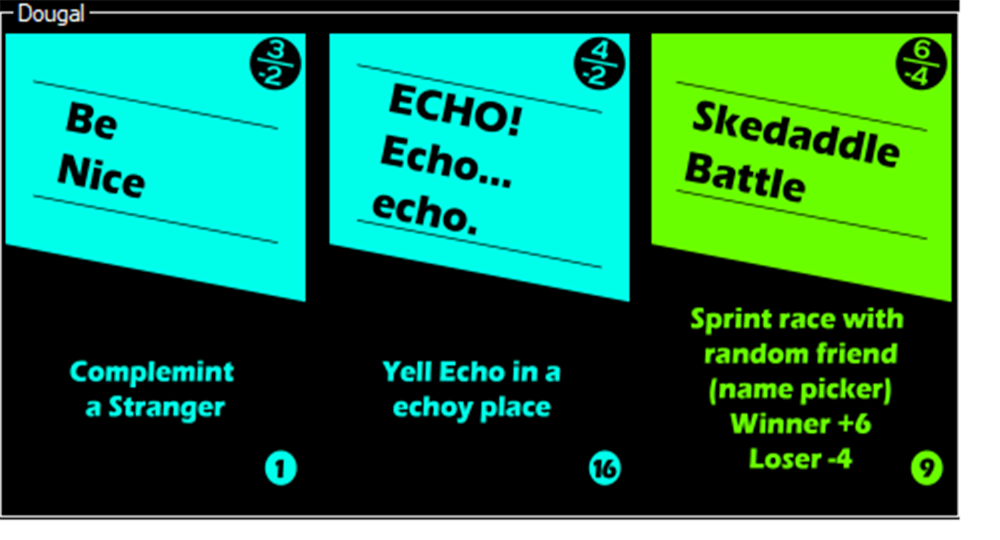 Dougal
3
-2
Be
Nice
Complemint
a Stranger
1
4
-2
ECHO!
Echo...
echo.
Yell Echo in a
echoy place
16
6
-4
Skedaddle
Battle
Sprint race with
random friend
(name picker)
Winner +6
Loser -4
9